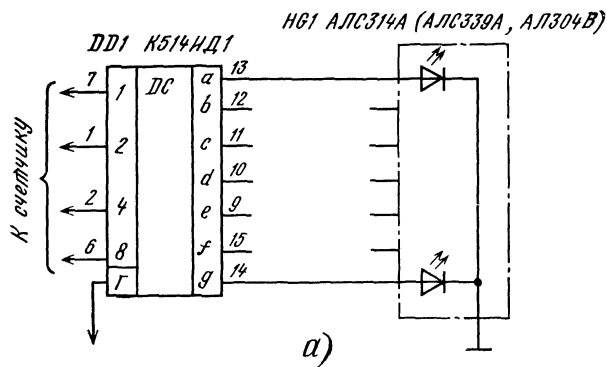 HG1 АЛС314А (АЛС339А, АЛ304В)
DD1 К514ИД1
К счетчику
7 1 DC a 13
b 12
1 2 c 11
d 10
2 4 e 9
6 8 f 15
Г g 14
а)